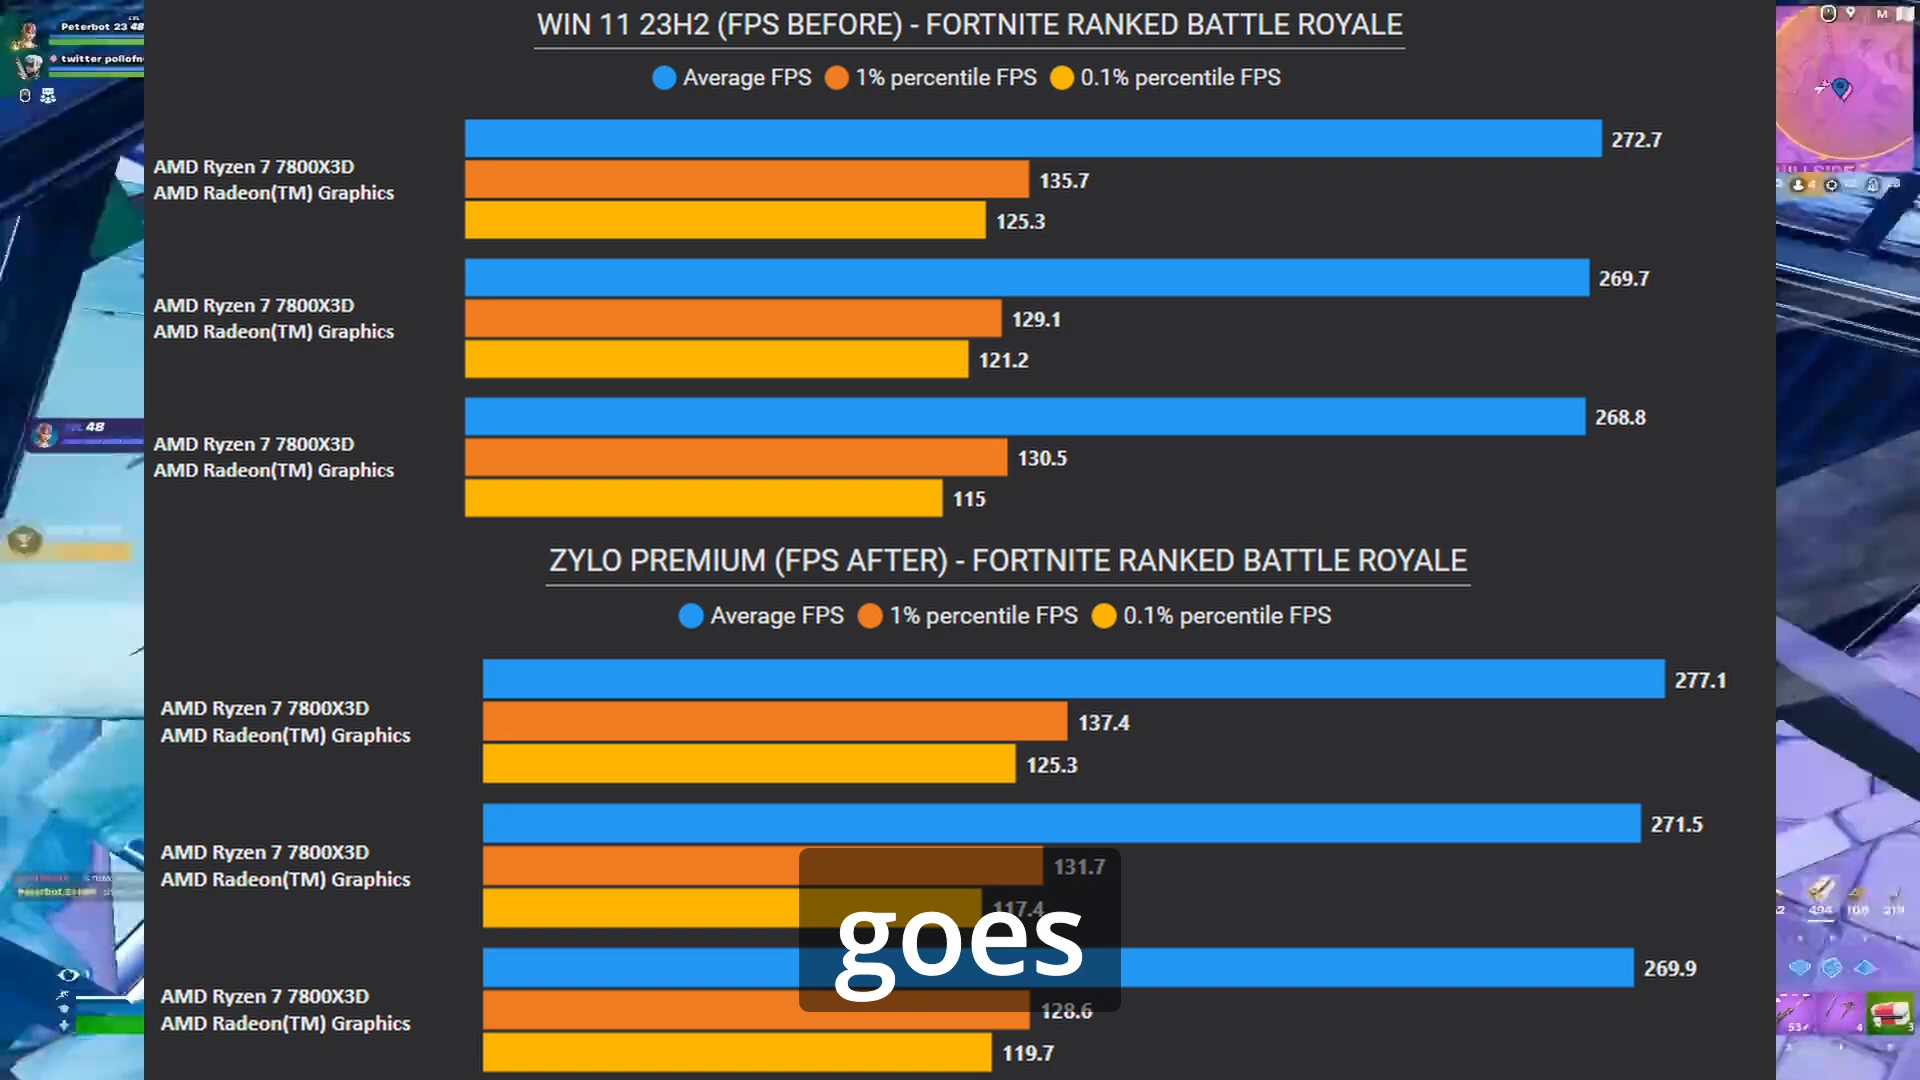 Peterbot 23 48
twitter pollofn
48
M
WIN 11 23H2 (FPS BEFORE) - FORTNITE RANKED BATTLE ROYALE
Average FPS 1% percentile FPS 0.1% percentile FPS
AMD Ryzen 7 7800X3D
AMD Radeon(TM) Graphics
272.7
135.7
125.3
AMD Ryzen 7 7800X3D
AMD Radeon(TM) Graphics
269.7
129.1
121.2
AMD Ryzen 7 7800X3D
AMD Radeon(TM) Graphics
268.8
130.5
115
ZYLO PREMIUM (FPS AFTER) - FORTNITE RANKED BATTLE ROYALE
Average FPS 1% percentile FPS 0.1% percentile FPS
AMD Ryzen 7 7800X3D
AMD Radeon(TM) Graphics
277.1
137.4
125.3
AMD Ryzen 7 7800X3D
AMD Radeon(TM) Graphics
271.5
131.7
117.4
AMD Ryzen 7 7800X3D
AMD Radeon(TM) Graphics
269.9
128.6
119.7
goes